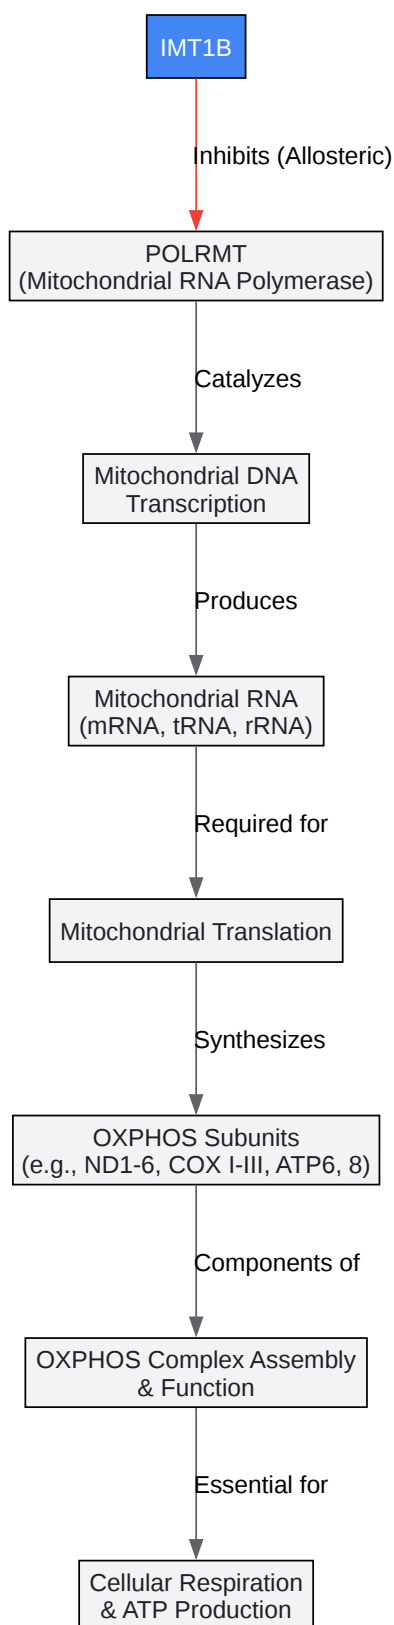 IMT1B
Inhibits (Allosteric)
POLRMT
(Mitochondrial RNA Polymerase)
Catalyzes
Mitochondrial DNA
Transcription
Produces
Mitochondrial RNA
(mRNA, tRNA, rRNA)
Required for
Mitochondrial Translation
Synthesizes
OXPHOS Subunits
(e.g., ND1-6, COX I-III, ATP6, 8)
Components of
OXPHOS Complex Assembly
& Function
Essential for
Cellular Respiration
& ATP Production